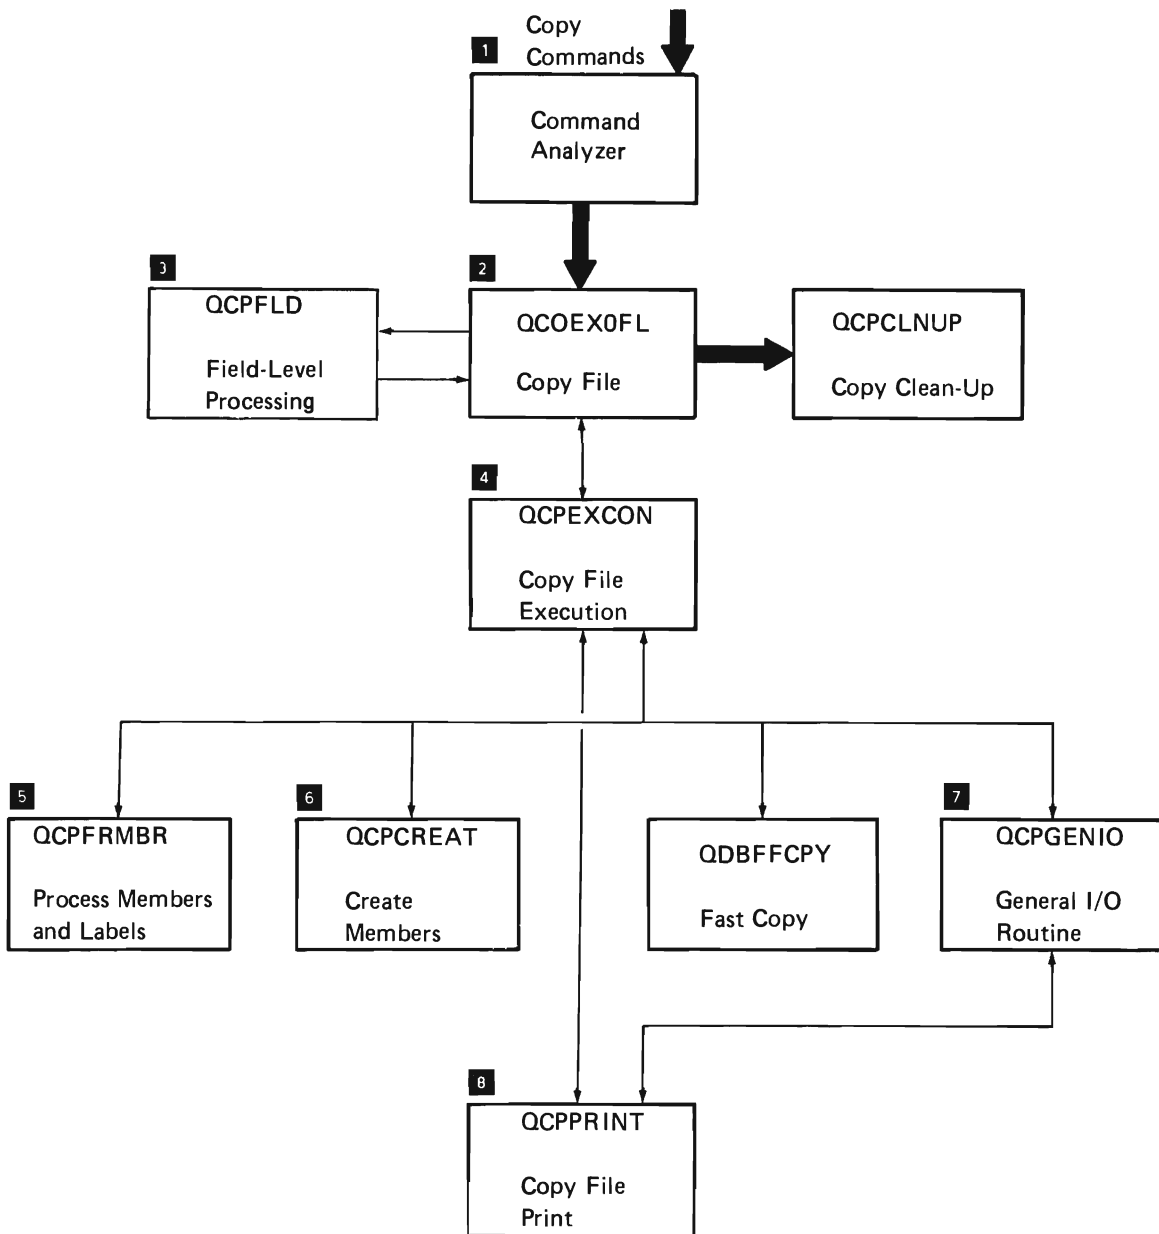 Copy
Commands
1
Command
Analyzer
3
QCPFLD
Field-Level
Processing
2
QCOEX0FL
Copy File
QCPCLNUP
Copy Clean-Up
4
QCPEXCON
Copy File
Execution
5
QCPFRMBR
Process Members
and Labels
6
QCPCREAT
Create
Members
QDBFFCPY
Fast Copy
7
QCPGENIO
General I/O
Routine
8
QCPPRINT
Copy File
Print